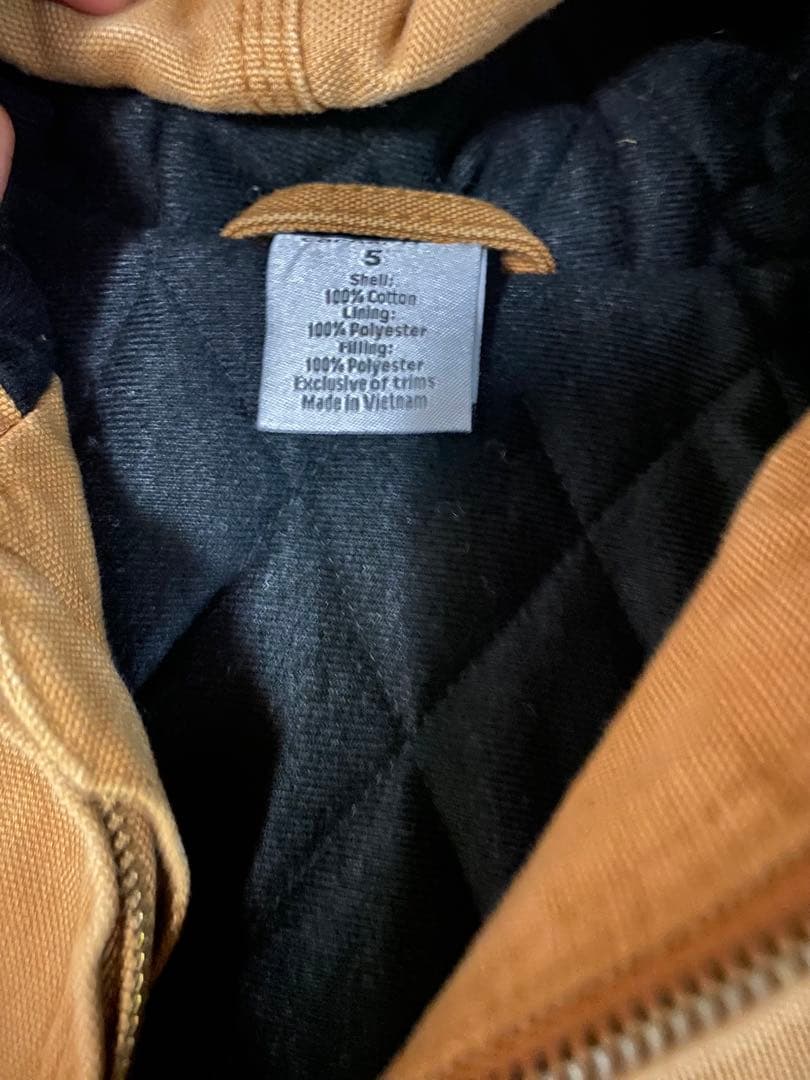 5
Shell:
100% Cotton
Lining:
100% Polyester
Filling:
100% Polyester
Exclusive of trims
Made in Vietnam